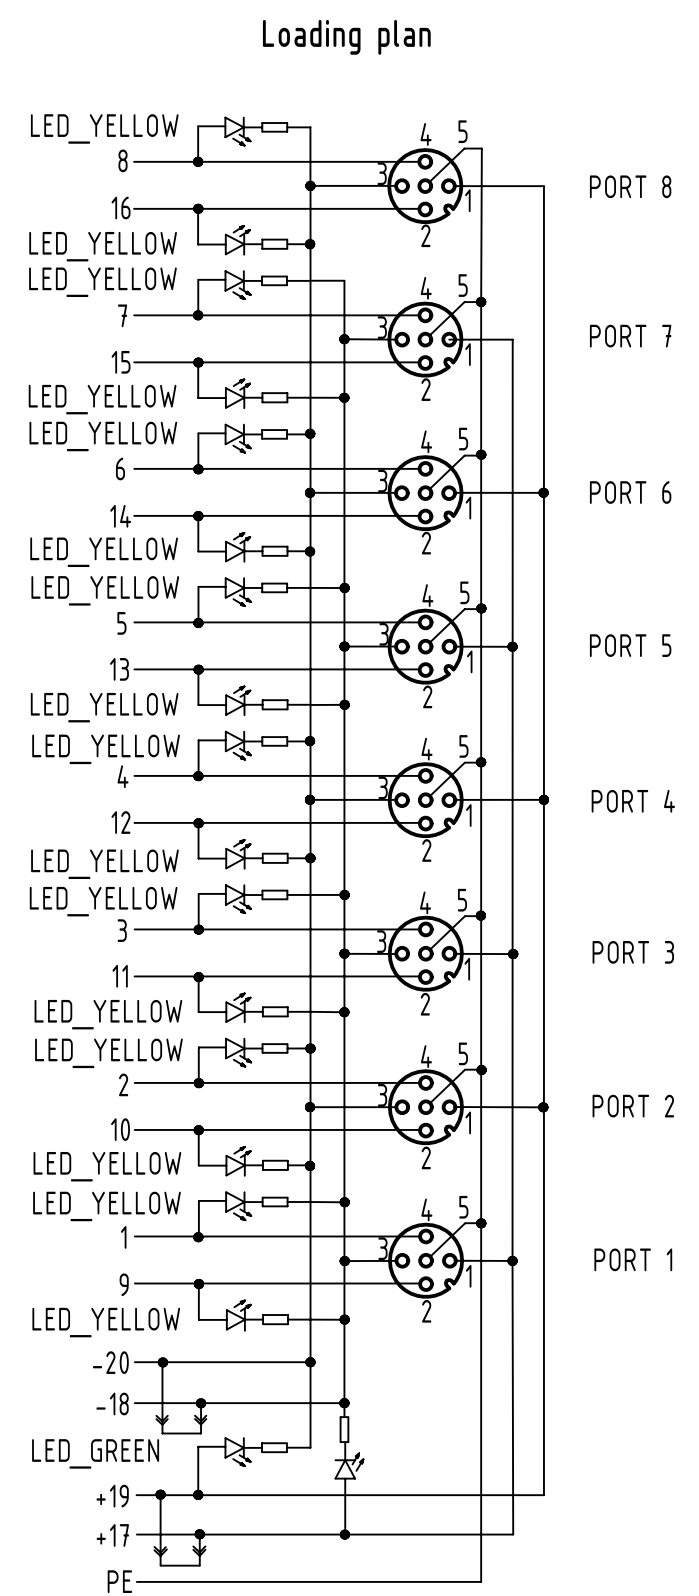 Loading plan
LED_YELLOW
4 5
8
3
PORT 8
1
16
2
LED_YELLOW
LED_YELLOW
4 5
7
3
PORT 7
1
15
2
LED_YELLOW
LED_YELLOW
4 5
6
3
PORT 6
1
14
2
LED_YELLOW
LED_YELLOW
4 5
5
3
PORT 5
1
13
2
LED_YELLOW
LED_YELLOW
4 5
4
3
PORT 4
1
12
2
LED_YELLOW
LED_YELLOW
4 5
3
3
PORT 3
1
11
2
LED_YELLOW
LED_YELLOW
4 5
2
3
PORT 2
1
10
2
LED_YELLOW
LED_YELLOW
4 5
1
3
PORT 1
1
9
2
LED_YELLOW
-20
-18
LED_GREEN
+19
+17
PE